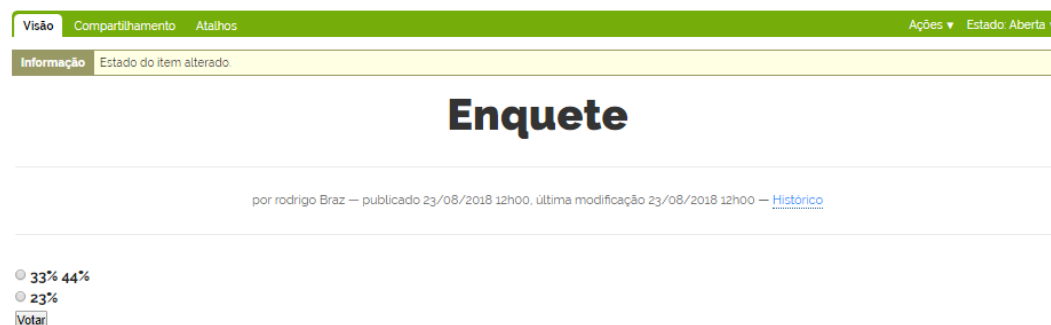 Visão Compartilhamento Atalhos Ações ▼ Estado: Aberta
Informação Estado do item alterado.
Enquete
por rodrigo Braz — publicado 23/08/2018 12h00, última modificação 23/08/2018 12h00 — Histórico
33% 44%
23%
Votar